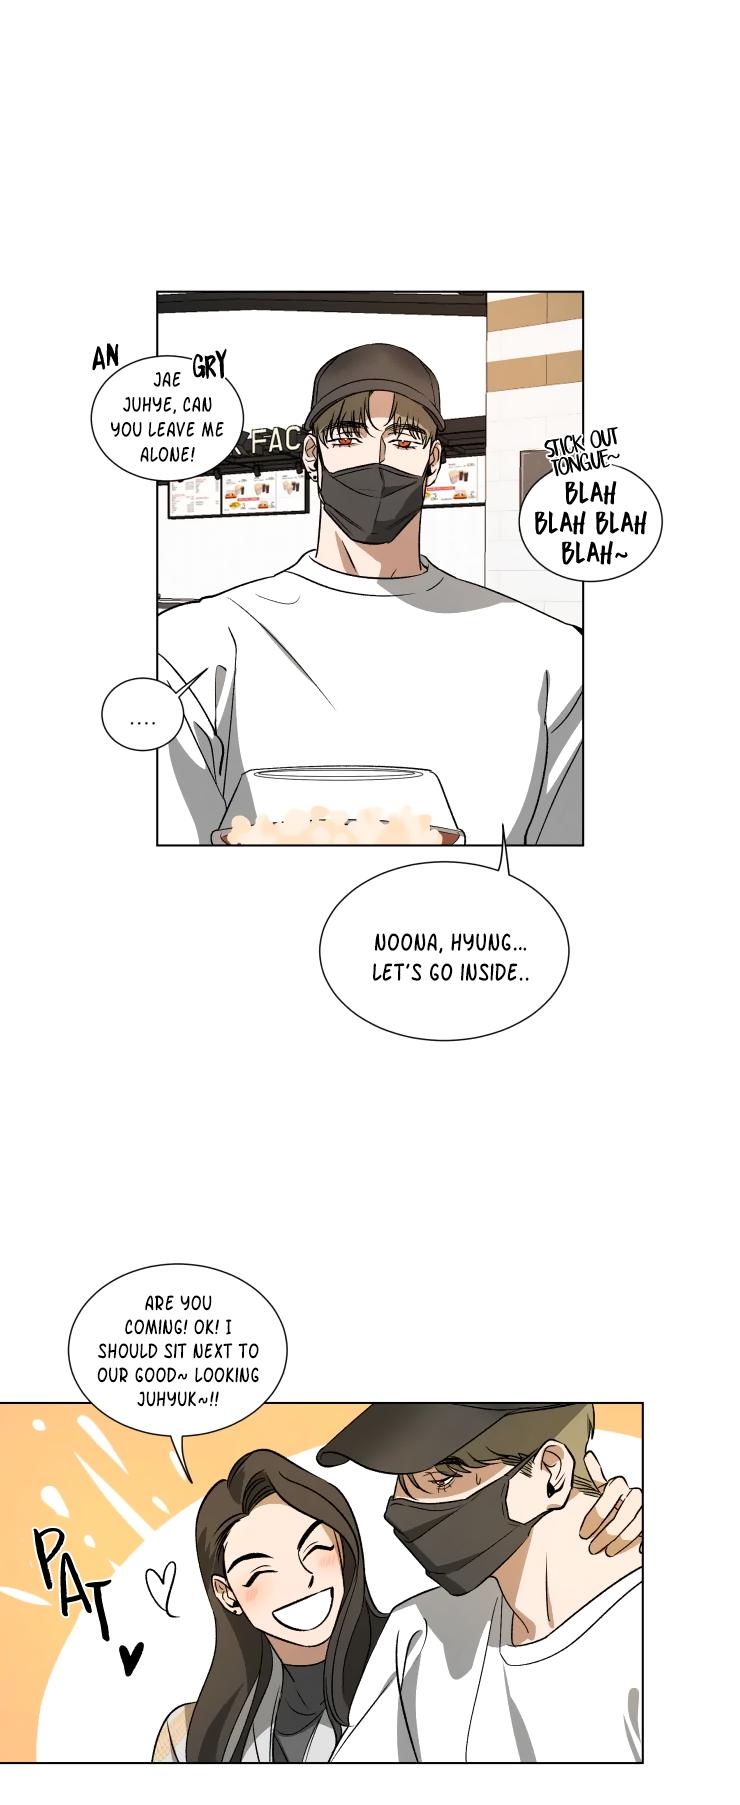 AN GRY
JAE
JUHYE, CAN
YOU LEAVE ME
ALONE!
FAC
STICK OUT
TONGUE~
BLAH
BLAH BLAH
BLAH~
....
NOONA, HYUNG...
LET'S GO INSIDE..
ARE YOU
COMING! OK! I
SHOULD SIT NEXT TO
OUR GOOD~ LOOKING
JUHYUK~!!
PAT